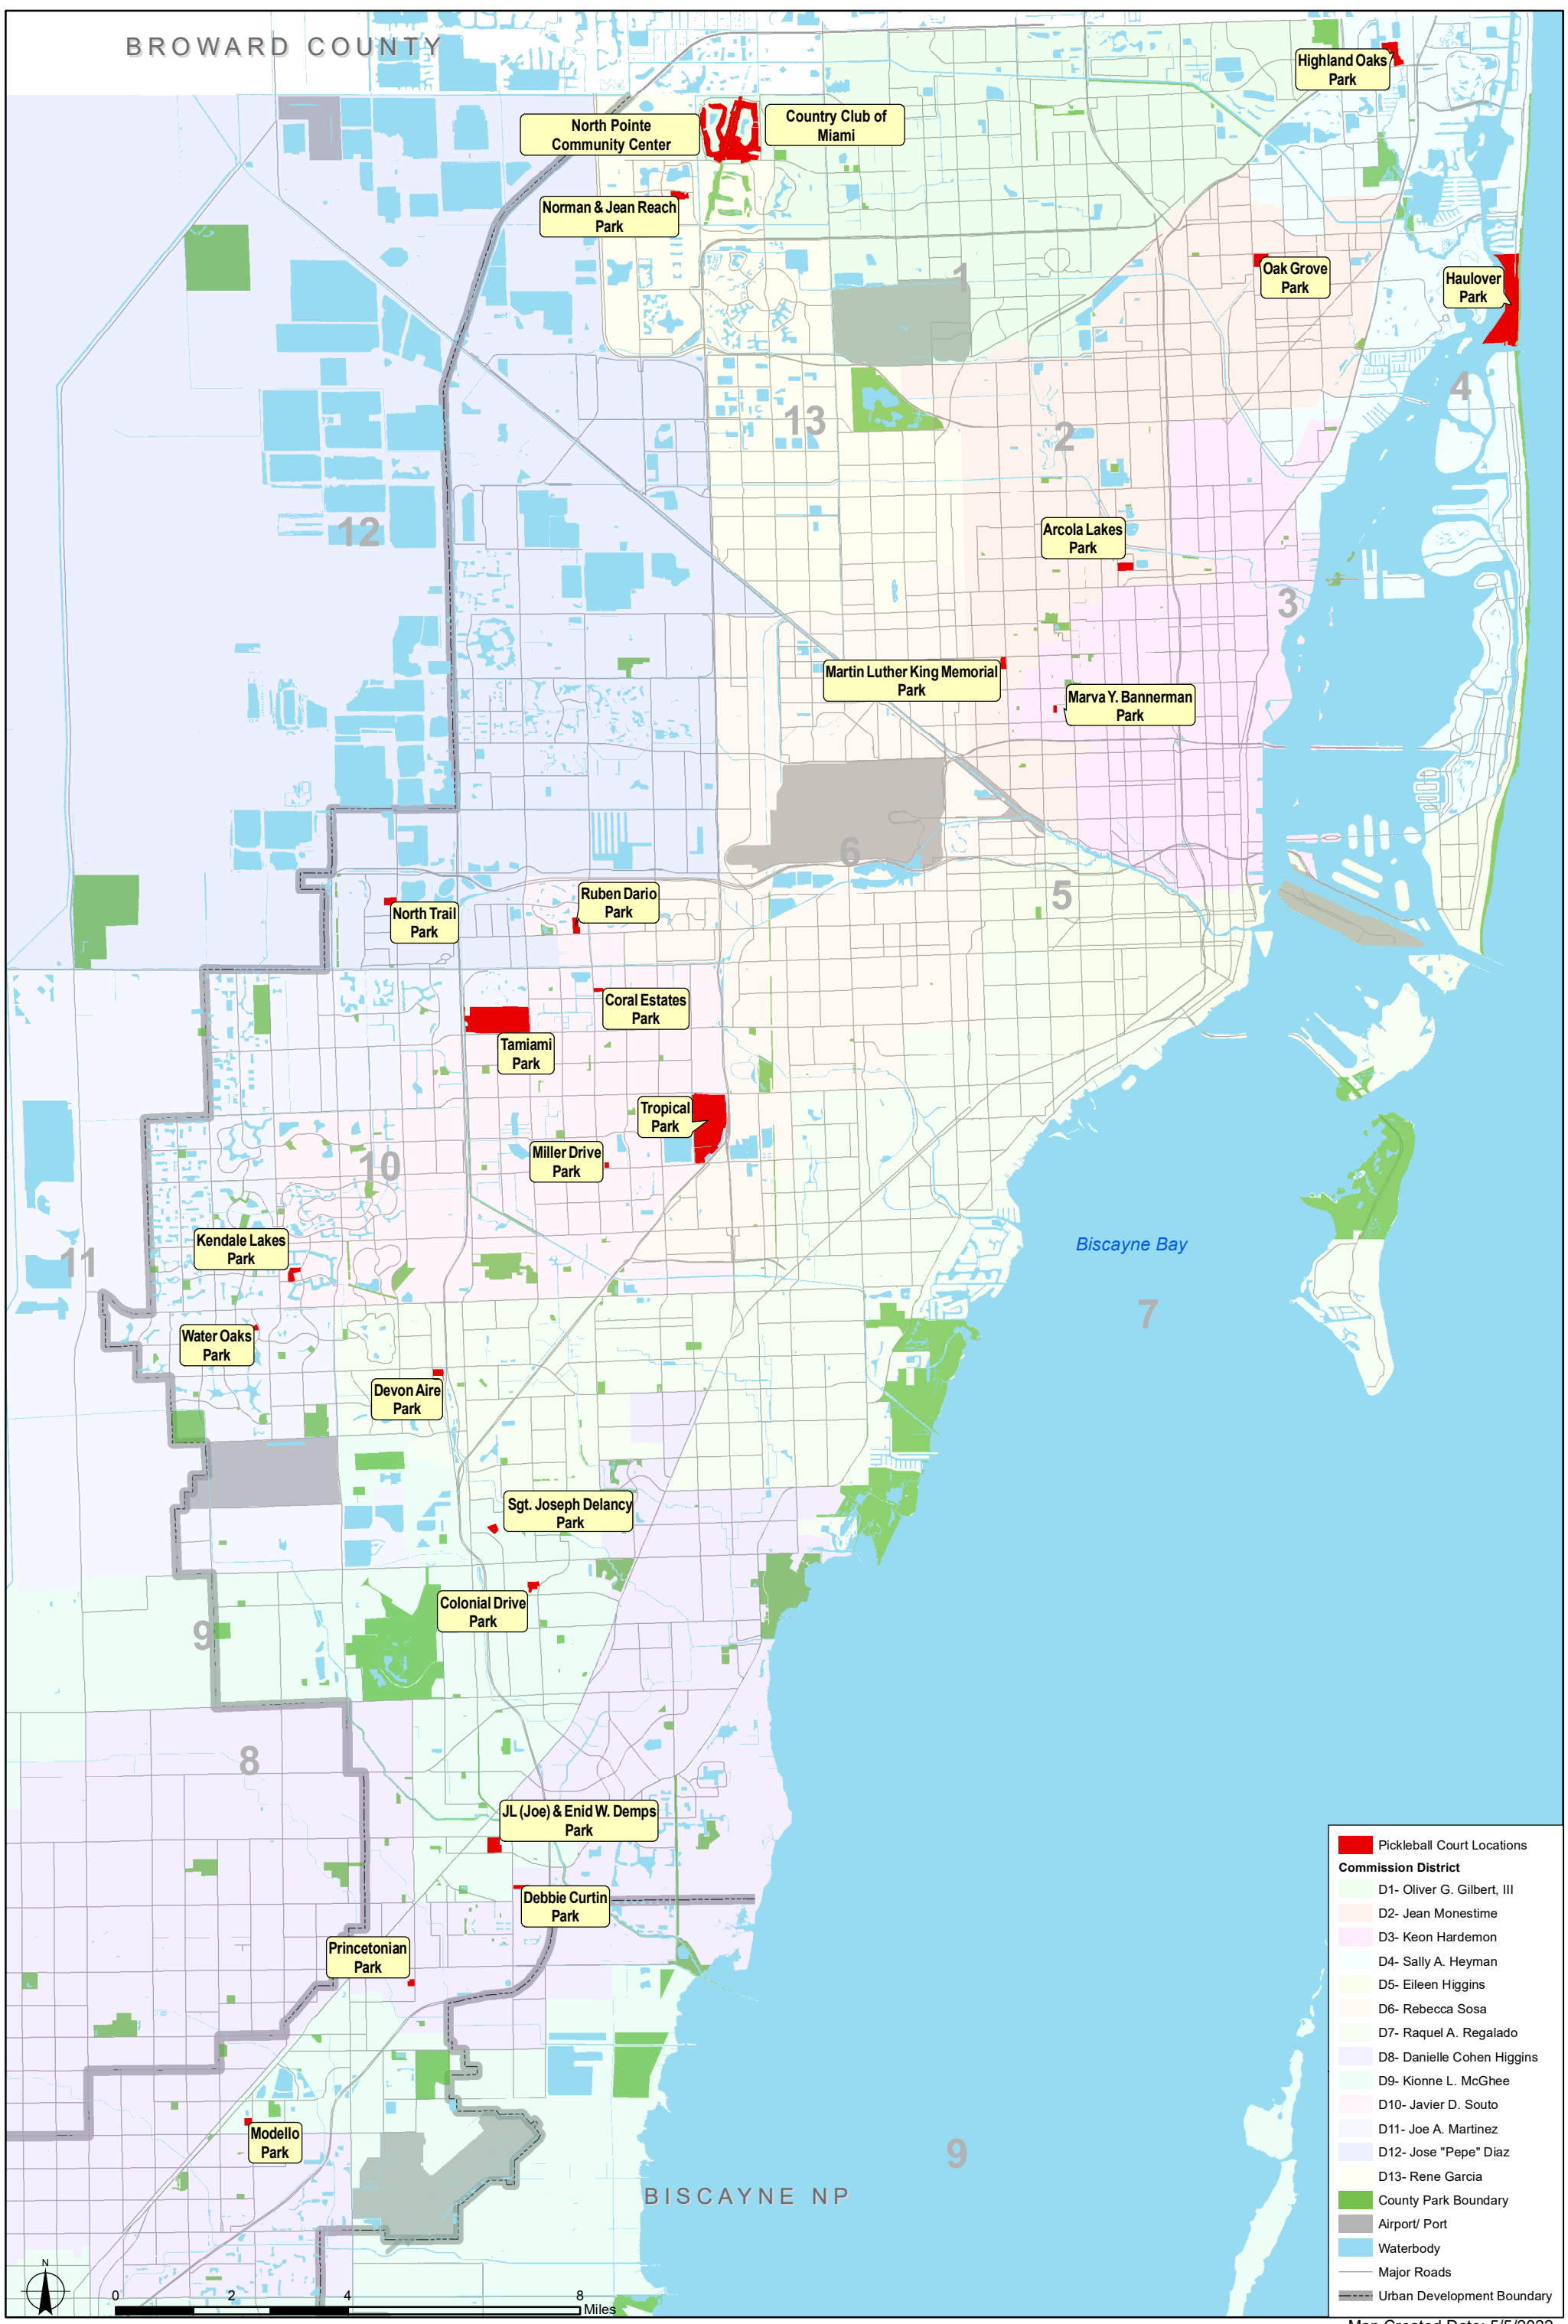 BROWARD COUNTY
Highland Oaks
Park
North Pointe
Community Center
Country Club of
Miami
Norman & Jean Reach
Park
Oak Grove
Park
Haulover
Park
1
4
13
2
12
Arcola Lakes
Park
3
Martin Luther King Memorial
Park
Marva Y. Bannerman
Park
6
5
Ruben Dario
Park
North Trail
Park
Coral Estates
Park
Tamiami
Park
Tropical
Park
Miller Drive
Park
10
Kendale Lakes
Park
11
Biscayne Bay
7
Water Oaks
Park
Devon Aire
Park
Sgt. Joseph Delancy
Park
Colonial Drive
Park
9
8
JL (Joe) & Enid W. Demps
Park
Debbie Curtin
Park
Princetonian
Park
Modello
Park
9
BISCAYNE NP
N
0 2 4 8
Miles
Pickleball Court Locations
Commission District
D1- Oliver G. Gilbert, III
D2- Jean Monestime
D3- Keon Hardemon
D4- Sally A. Heyman
D5- Eileen Higgins
D6- Rebecca Sosa
D7- Raquel A. Regalado
D8- Danielle Cohen Higgins
D9- Kionne L. McGhee
D10- Javier D. Souto
D11- Joe A. Martinez
D12- Jose "Pepe" Diaz
D13- Rene Garcia
County Park Boundary
Airport/ Port
Waterbody
Major Roads
Urban Development Boundary
Map Created Date: 5/5/2022